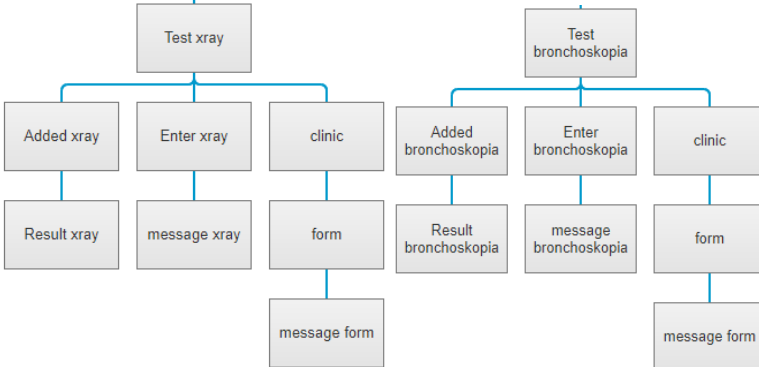 Test xray
Added xray
Enter xray
clinic
Result xray
message xray
form
message form
Test
bronchoskopia
Added
bronchoskopia
Enter
bronchoskopia
clinic
Result
bronchoskopia
message
bronchoskopia
form
message form